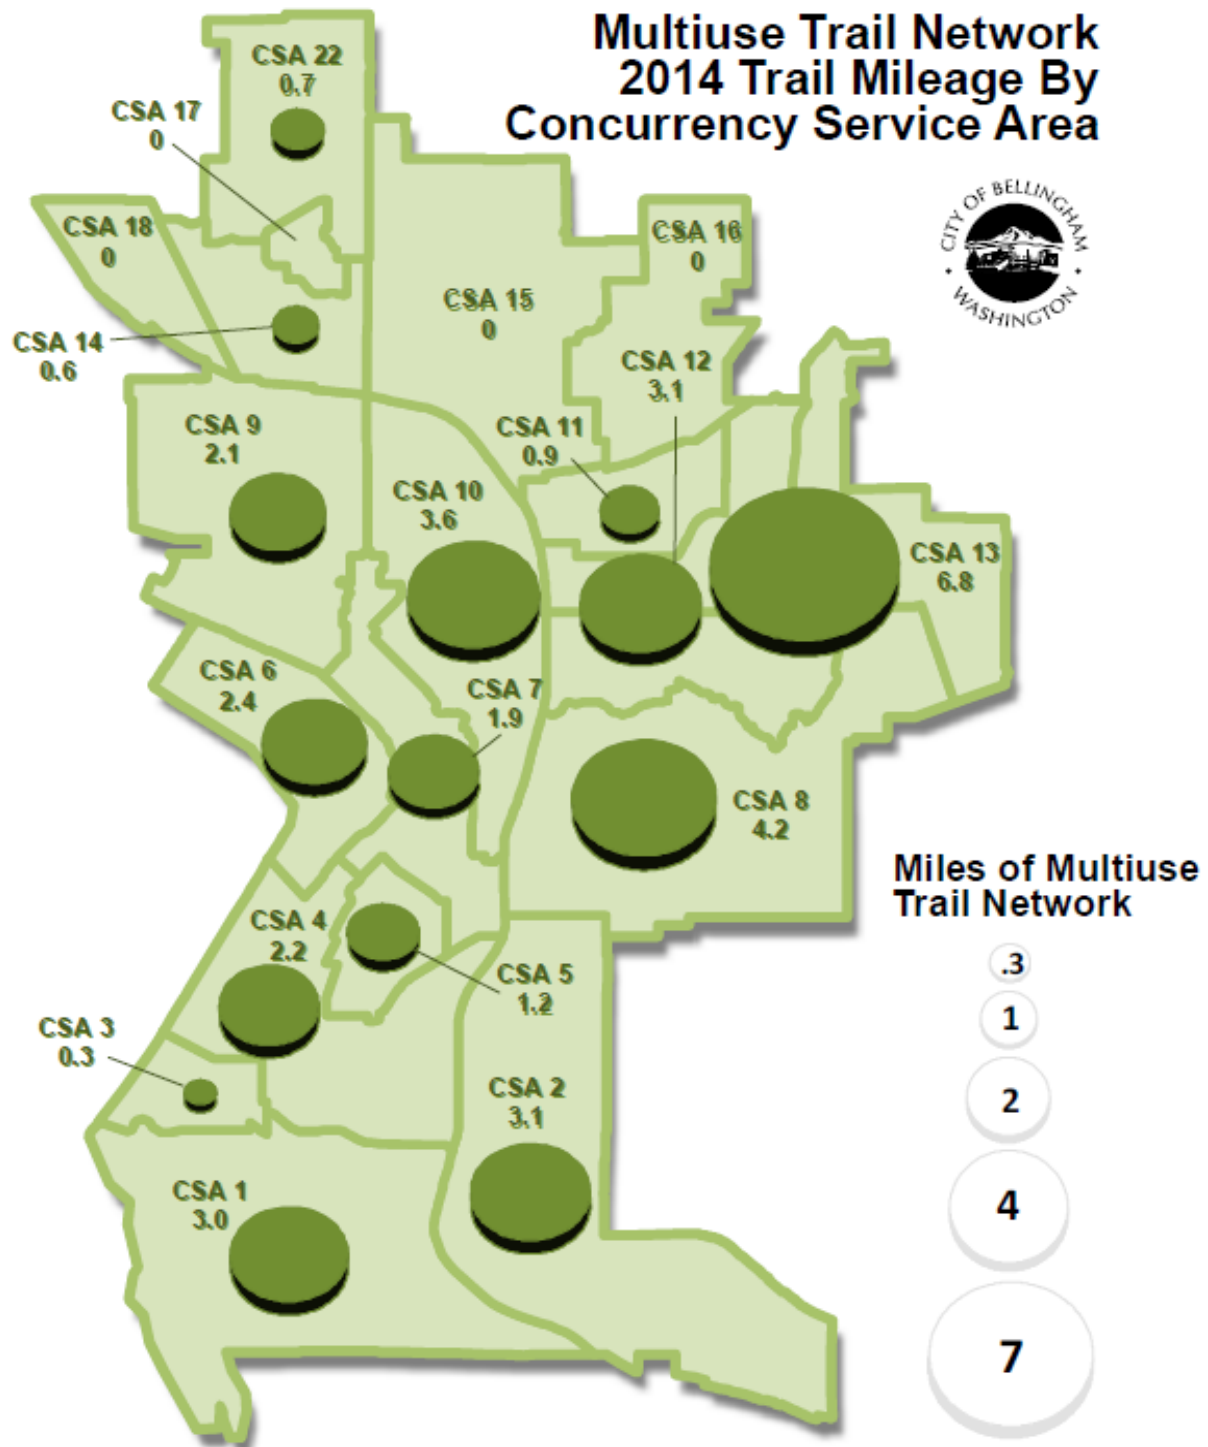 Multiuse Trail Network
2014 Trail Mileage By
Concurrency Service Area
CITY OF BELLINGHAM
• WASHINGTON •
CSA 22
0.7
CSA 17
0
CSA 18
0
CSA 16
0
CSA 15
0
CSA 14
0.6
CSA 12
3.1
CSA 9
2.1
CSA 11
0.9
CSA 10
3.6
CSA 13
6.8
CSA 6
2.4
CSA 7
1.9
CSA 8
4.2
CSA 4
2.2
CSA 5
1.2
CSA 3
0.3
CSA 2
3.1
CSA 1
3.0
Miles of Multiuse
Trail Network
.3
1
2
4
7